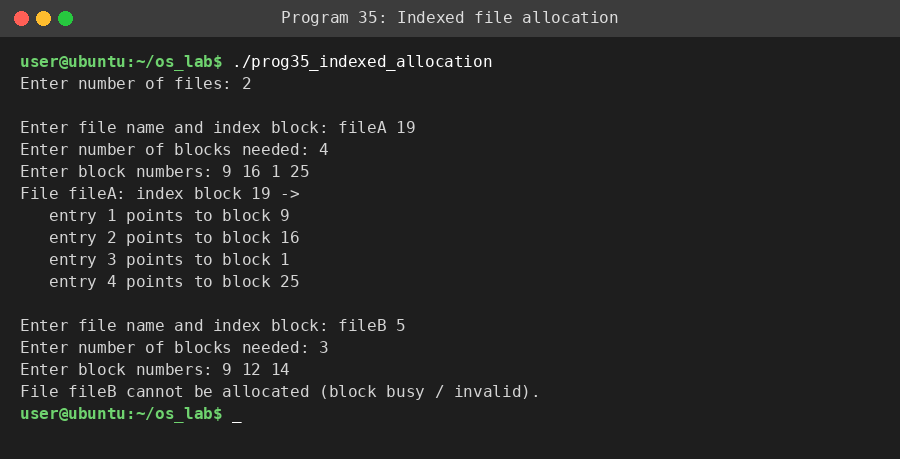 Program 35: Indexed file allocation
user@ubuntu:~/os_lab$ ./prog35_indexed_allocation
Enter number of files: 2

Enter file name and index block: fileA 19
Enter number of blocks needed: 4
Enter block numbers: 9 16 1 25
File fileA: index block 19 ->
   entry 1 points to block 9
   entry 2 points to block 16
   entry 3 points to block 1
   entry 4 points to block 25

Enter file name and index block: fileB 5
Enter number of blocks needed: 3
Enter block numbers: 9 12 14
File fileB cannot be allocated (block busy / invalid).
user@ubuntu:~/os_lab$ _